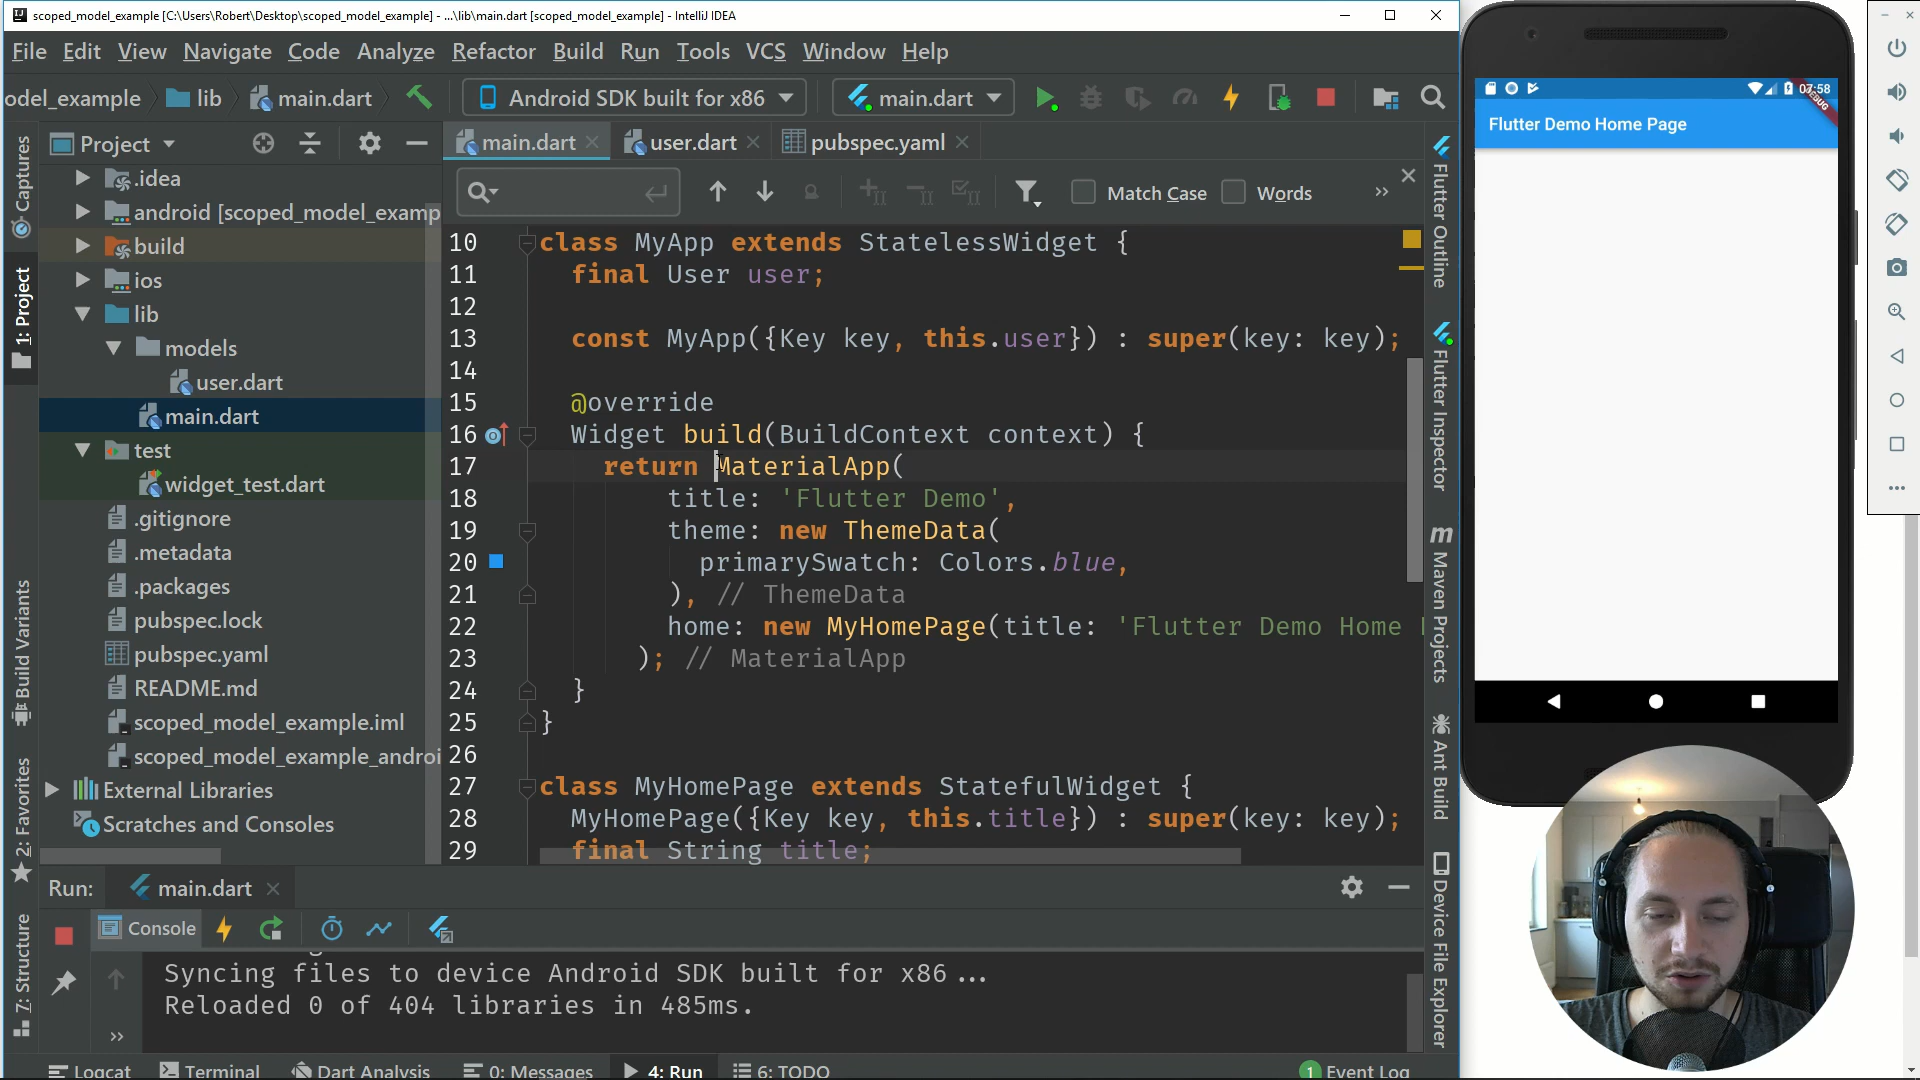 scoped_model_example [C:\Users\Robert\Desktop\scoped_model_example] - ...\lib\main.dart [scoped_model_example] - IntelliJ IDEA
File Edit View Navigate Code Analyze Refactor Build Run Tools VCS Window Help
odel_example lib main.dart Android SDK built for x86 main.dart
Project
main.dart user.dart pubspec.yaml
Match Case Words
Captures
1: Project
Build Variants
2: Favorites
7: Structure
.idea
android [scoped_model_examp
build
ios
lib
models
user.dart
main.dart
test
widget_test.dart
.gitignore
.metadata
.packages
pubspec.lock
pubspec.yaml
README.md
scoped_model_example.iml
scoped_model_example_androi
External Libraries
Scratches and Consoles
10 class MyApp extends StatelessWidget {
11 final User user;
12
13 const MyApp({Key key, this.user}) : super(key: key);
14
15 @override
16 Widget build(BuildContext context) {
17 return MaterialApp(
18 title: 'Flutter Demo',
19 theme: new ThemeData(
20 primarySwatch: Colors.blue,
21 ), // ThemeData
22 home: new MyHomePage(title: 'Flutter Demo Home
23 ); // MaterialApp
24 }
25 }
26
27 class MyHomePage extends StatefulWidget {
28 MyHomePage({Key key, this.title}) : super(key: key);
29 final String title;
Flutter Outline
Flutter Inspector
Maven Projects
Ant Build
Device File Explorer
Run: main.dart
Console
Syncing files to device Android SDK built for x86...
Reloaded 0 of 404 libraries in 485ms.
Logcat Terminal Dart Analysis 0: Messages 4: Run 6: TODO 1 Event Log
07:58
DEBUG
Flutter Demo Home Page